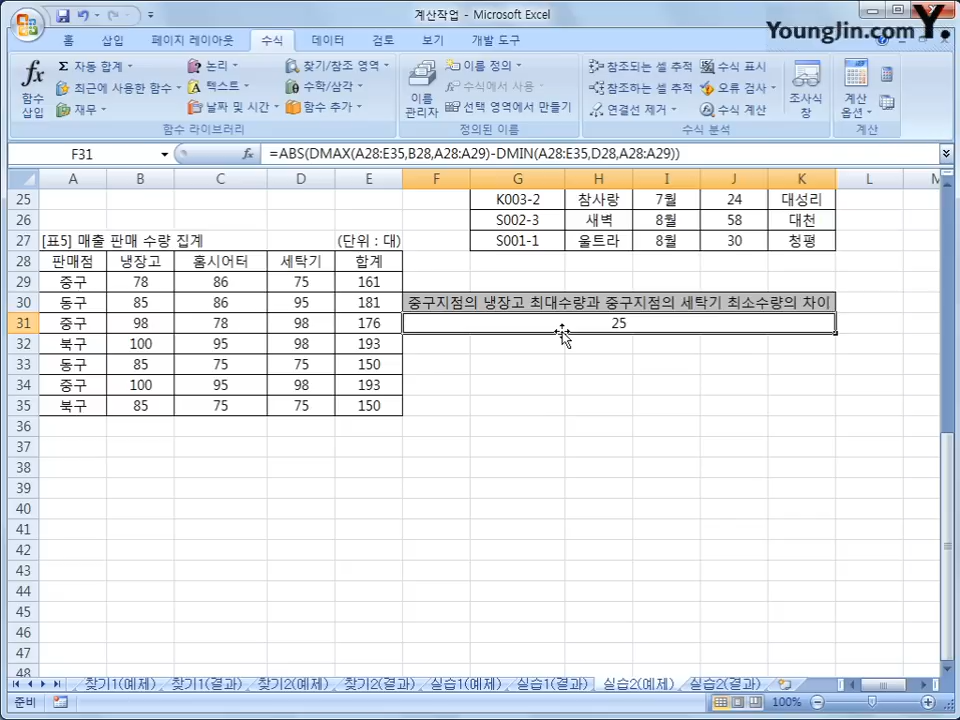 계산작업 - Microsoft Excel
YoungJin.com Y.
홈 삽입 페이지 레이아웃 수식 데이터 검토 보기 개발 도구
함수 삽입
Σ 자동 합계
최근에 사용한 함수
재무
논리
텍스트
날짜 및 시간
찾기/참조 영역
수학/삼각
함수 추가
함수 라이브러리
이름 관리자
이름 정의
수식에서 사용
선택 영역에서 만들기
정의된 이름
참조되는 셀 추적
참조하는 셀 추적
연결선 제거
수식 표시
오류 검사
수식 계산
수식 분석
조사식 창
계산 옵션
계산
F31 fx =ABS(DMAX(A28:E35,B28,A28:A29)-DMIN(A28:E35,D28,A28:A29))
A B C D E F G H I J K L M
25 K003-2 참사랑 7월 24 대성리
26 S002-3 새벽 8월 58 대천
27 [표5] 매출 판매 수량 집계 (단위 : 대) S001-1 울트라 8월 30 청평
28 판매점 냉장고 홈시어터 세탁기 합계
29 중구 78 86 75 161
30 동구 85 86 95 181 중구지점의 냉장고 최대수량과 중구지점의 세탁기 최소수량의 차이
31 중구 98 78 98 176 25
32 북구 100 95 98 193
33 동구 85 75 75 150
34 중구 100 95 98 193
35 북구 85 75 75 150
36
37
38
39
40
41
42
43
44
45
46
47
48
찾기1(예제) 찾기1(결과) 찾기2(예제) 찾기2(결과) 실습1(예제) 실습1(결과) 실습2(예제) 실습2(결과)
준비 100%